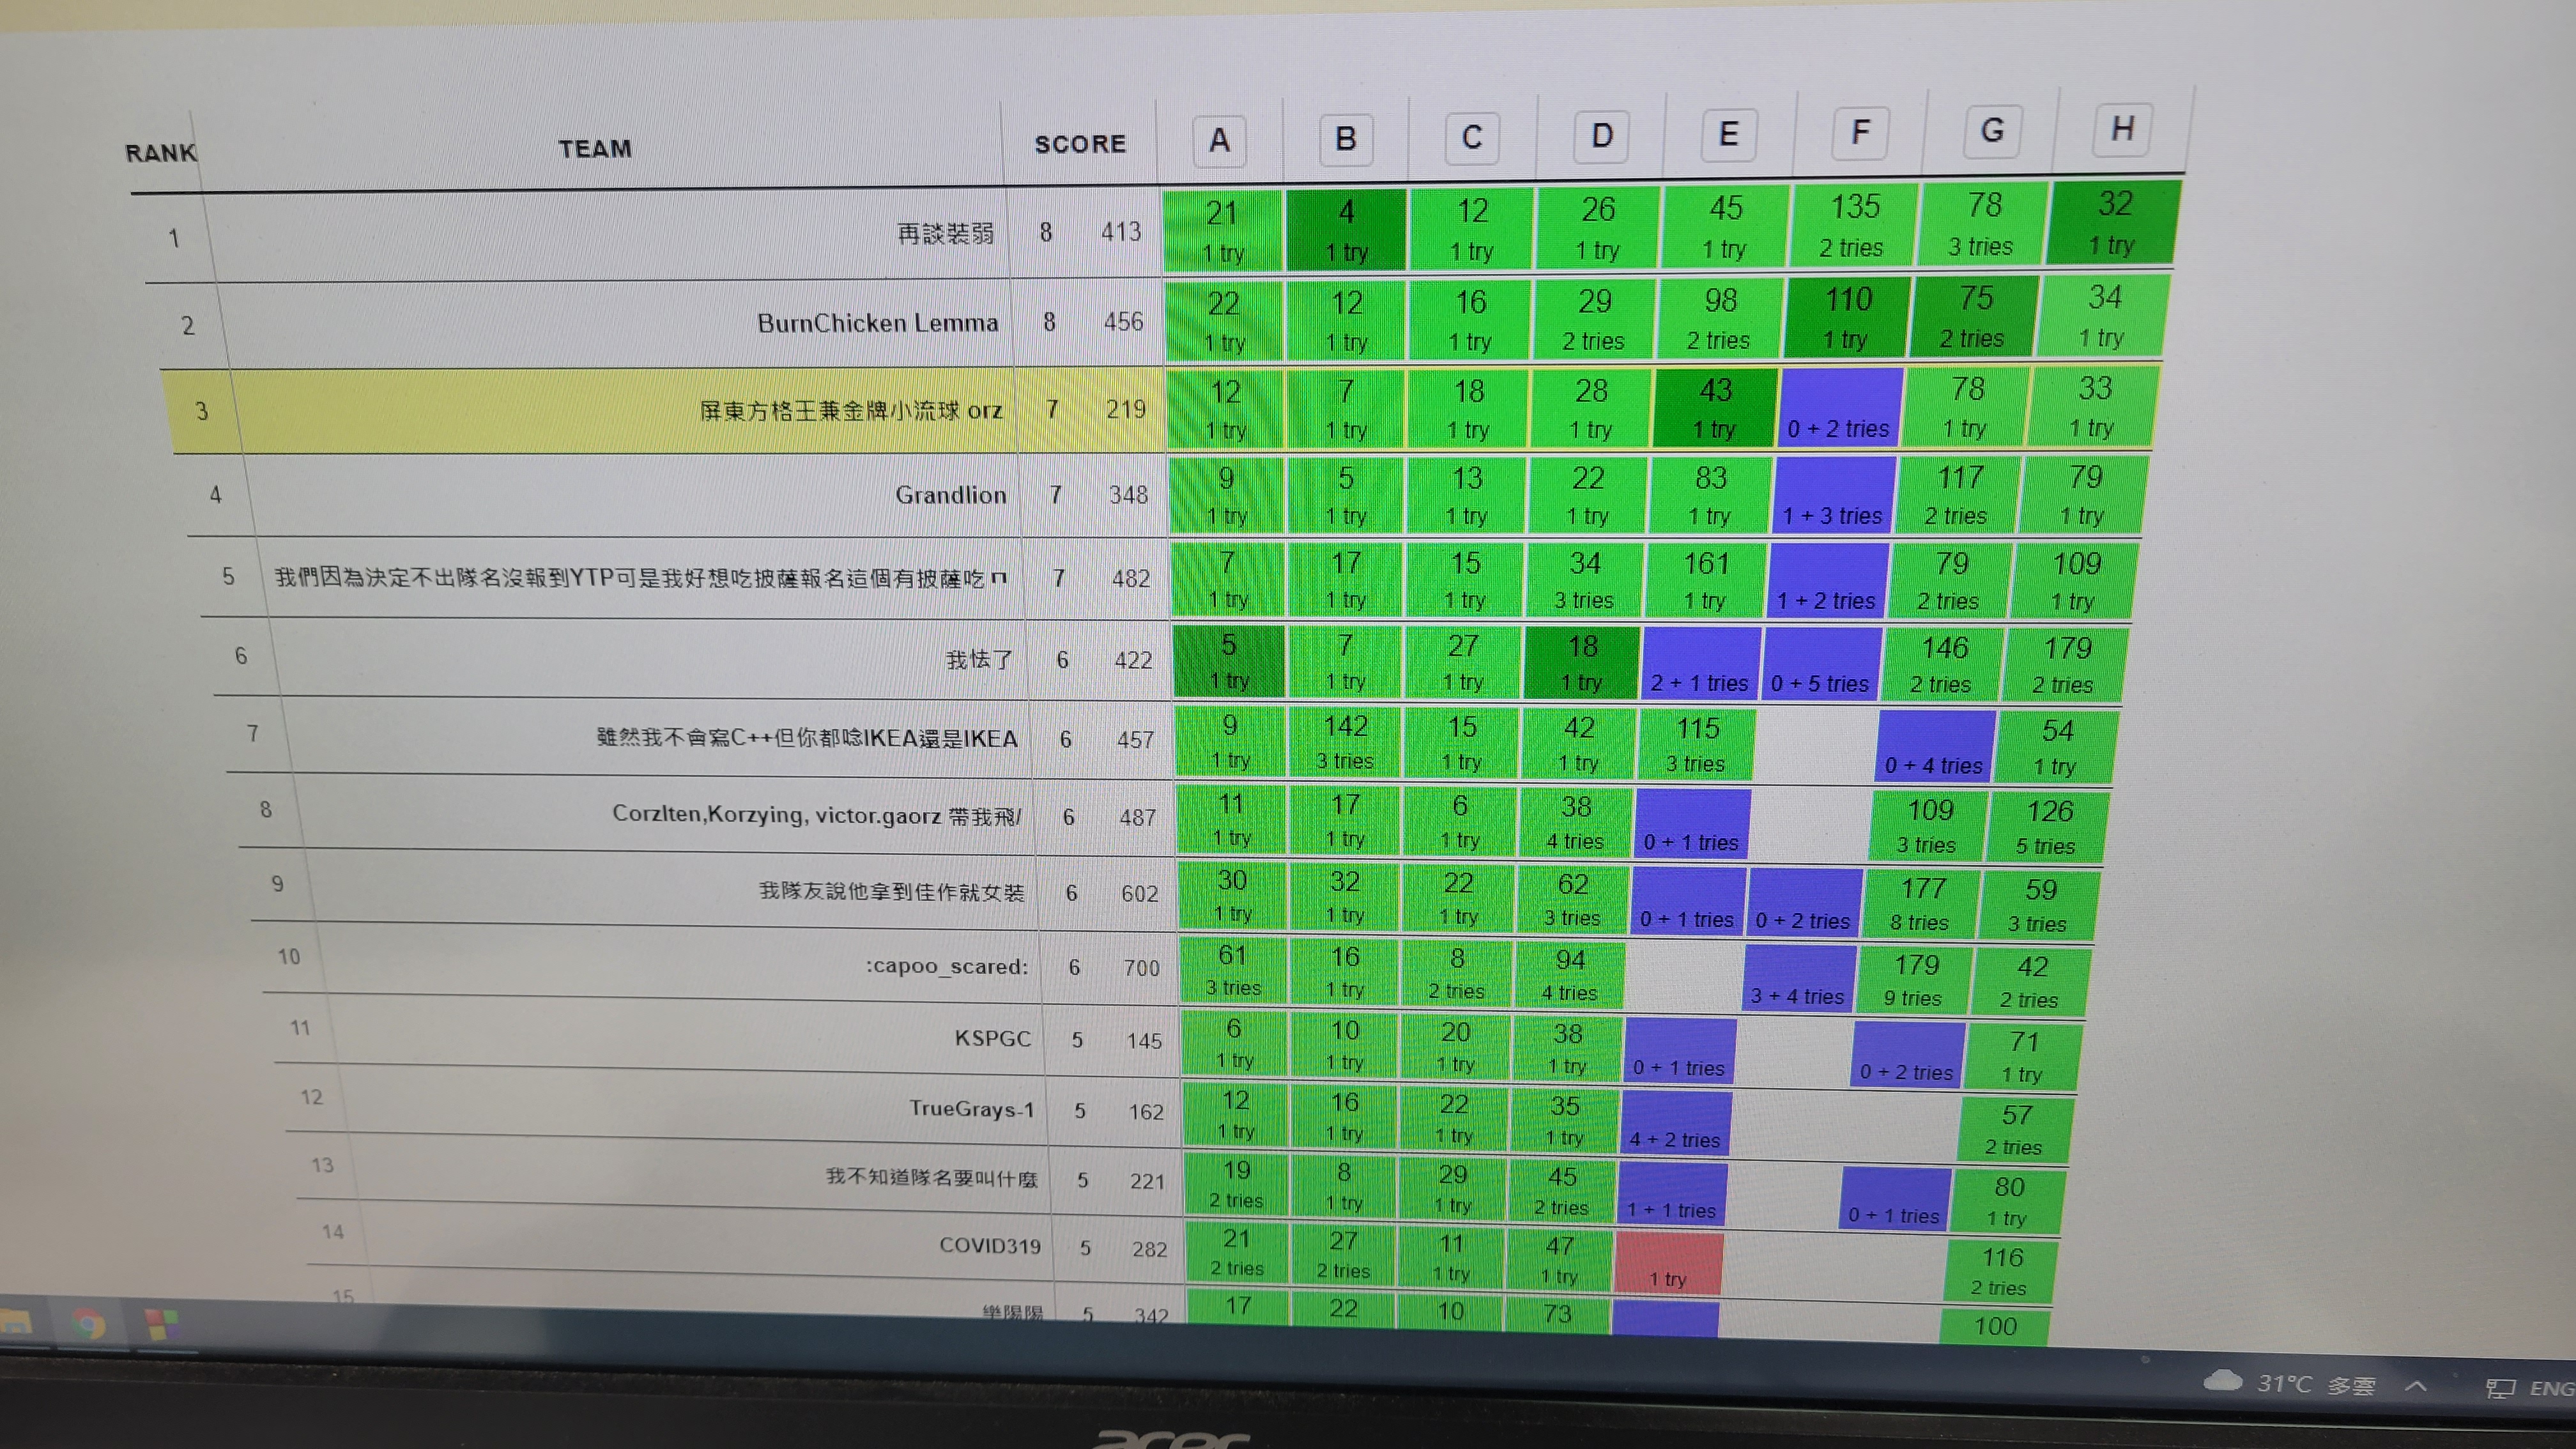 RANK TEAM SCORE A B C D E F G H
1 再談裝弱 8 413 21 4 12 26 45 135 78 32
1 try 1 try 1 try 1 try 1 try 2 tries 3 tries 1 try
2 BurnChicken Lemma 8 456 22 12 16 29 98 110 75 34
1 try 1 try 1 try 2 tries 2 tries 1 try 2 tries 1 try
3 屏東方格王兼金牌小流球 orz 7 219 12 7 18 28 43 78 33
1 try 1 try 1 try 1 try 1 try 0 + 2 tries 1 try 1 try
4 Grandlion 7 348 9 5 13 22 83 117 79
1 try 1 try 1 try 1 try 1 try 1 + 3 tries 2 tries 1 try
5 我們因為決定不出隊名沒報到YTP可是我好想吃披薩報名這個有披薩吃ㄇ 7 482 7 17 15 34 161 79 109
1 try 1 try 1 try 3 tries 1 try 1 + 2 tries 2 tries 1 try
6 我怯了 6 422 5 7 27 18 146 179
1 try 1 try 1 try 1 try 2 + 1 tries 0 + 5 tries 2 tries 2 tries
7 雖然我不會寫C++但你都唸IKEA還是IKEA 6 457 9 142 15 42 115 54
1 try 3 tries 1 try 1 try 3 tries 0 + 4 tries 1 try
8 Corzlten,Korzying, victor.gaorz 帶我飛/ 6 487 11 17 6 38 109 126
1 try 1 try 1 try 4 tries 0 + 1 tries 3 tries 5 tries
9 我隊友說他拿到佳作就女裝 6 602 30 32 22 62 177 59
1 try 1 try 1 try 3 tries 0 + 1 tries 0 + 2 tries 8 tries 3 tries
10 :capoo_scared: 6 700 61 16 8 94 179 42
3 tries 1 try 2 tries 4 tries 3 + 4 tries 9 tries 2 tries
11 KSPGC 5 145 6 10 20 38 71
1 try 1 try 1 try 1 try 0 + 1 tries 0 + 2 tries 1 try
12 TrueGrays-1 5 162 12 16 22 35 57
1 try 1 try 1 try 1 try 4 + 2 tries 2 tries
13 我不知道隊名要叫什麼 5 221 19 8 29 45 80
2 tries 1 try 1 try 2 tries 1 + 1 tries 0 + 1 tries 1 try
14 COVID319 5 282 21 27 11 47 116
2 tries 2 tries 1 try 1 try 1 try 2 tries
15 樂陽陽 5 342 17 22 10 73 100
31°C 多雲 ENG
acer